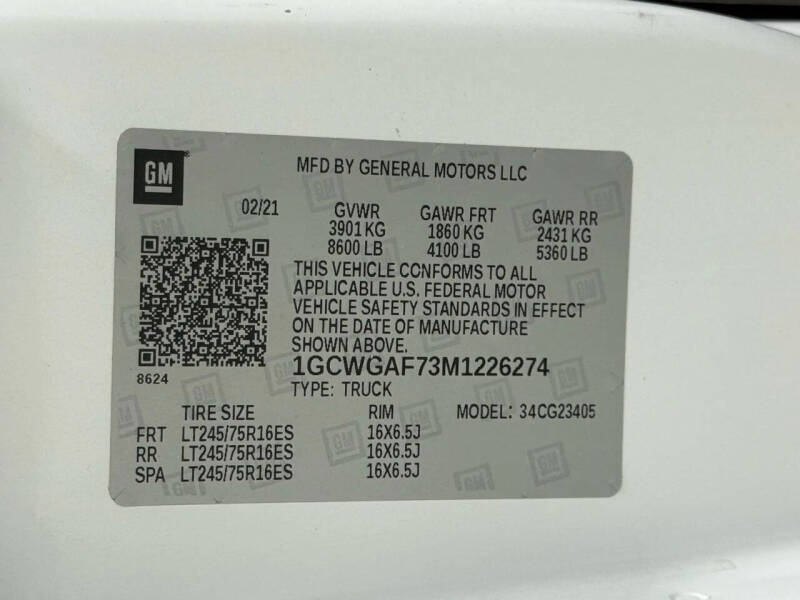 GM
MFD BY GENERAL MOTORS LLC
02/21 GVWR GAWR FRT GAWR RR
3901 KG 1860 KG 2431 KG
8600 LB 4100 LB 5360 LB
THIS VEHICLE CONFORMS TO ALL
APPLICABLE U.S. FEDERAL MOTOR
VEHICLE SAFETY STANDARDS IN EFFECT
ON THE DATE OF MANUFACTURE
SHOWN ABOVE.
1GCWGAF73M1226274
8624
TYPE: TRUCK
TIRE SIZE RIM MODEL: 34CG23405
FRT LT245/75R16ES 16X6.5J
RR LT245/75R16ES 16X6.5J
SPA LT245/75R16ES 16X6.5J